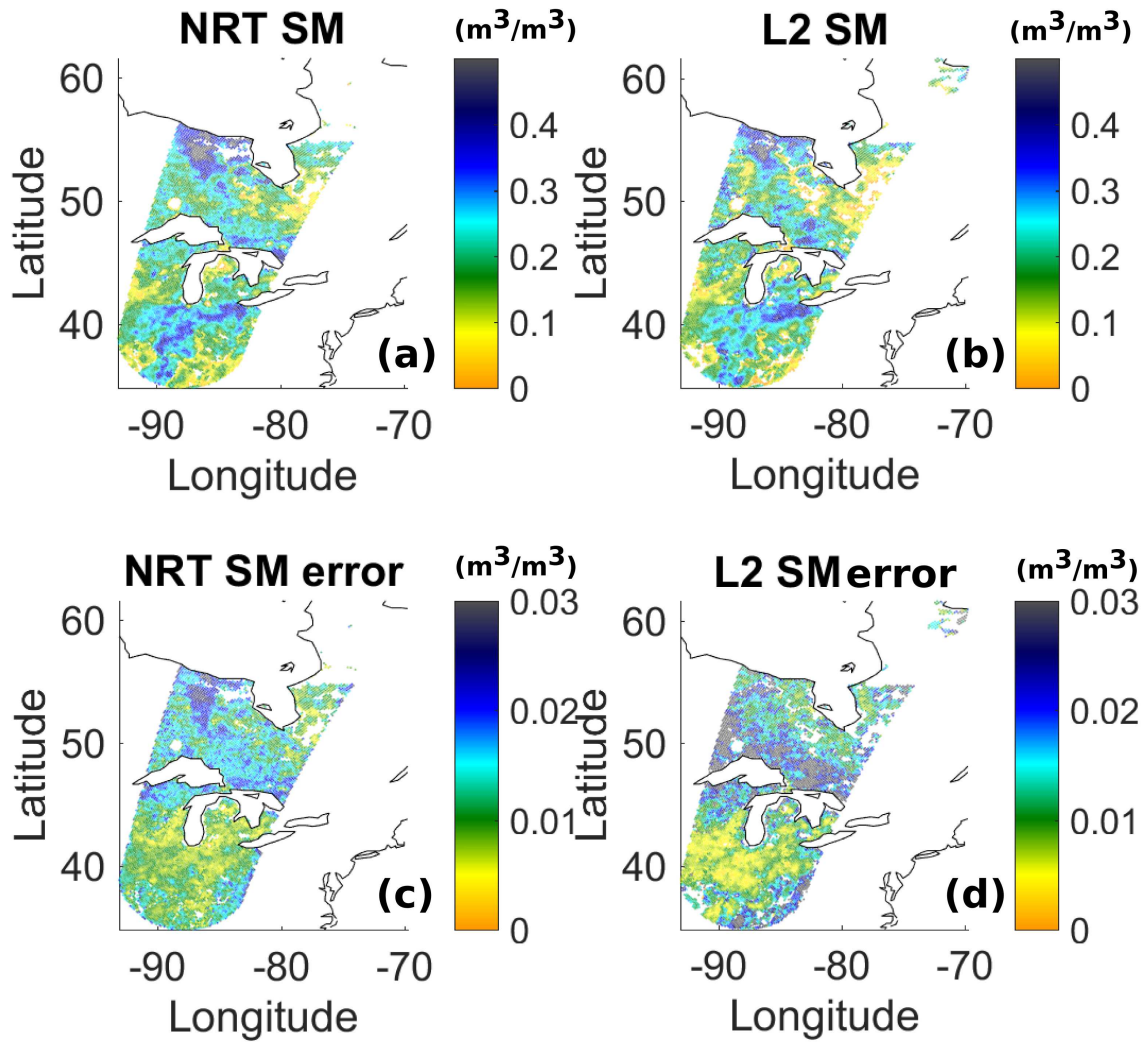 NRT SM (m³/m³)
60
50
40
Latitude
-90 -80 -70
Longitude
0.4
0.3
0.2
0.1
0
(a)
L2 SM (m³/m³)
60
50
40
Latitude
-90 -80 -70
Longitude
0.4
0.3
0.2
0.1
0
(b)
NRT SM error (m³/m³)
60
50
40
Latitude
-90 -80 -70
Longitude
0.03
0.02
0.01
0
(c)
L2 SM error (m³/m³)
60
50
40
Latitude
-90 -80 -70
Longitude
0.03
0.02
0.01
0
(d)